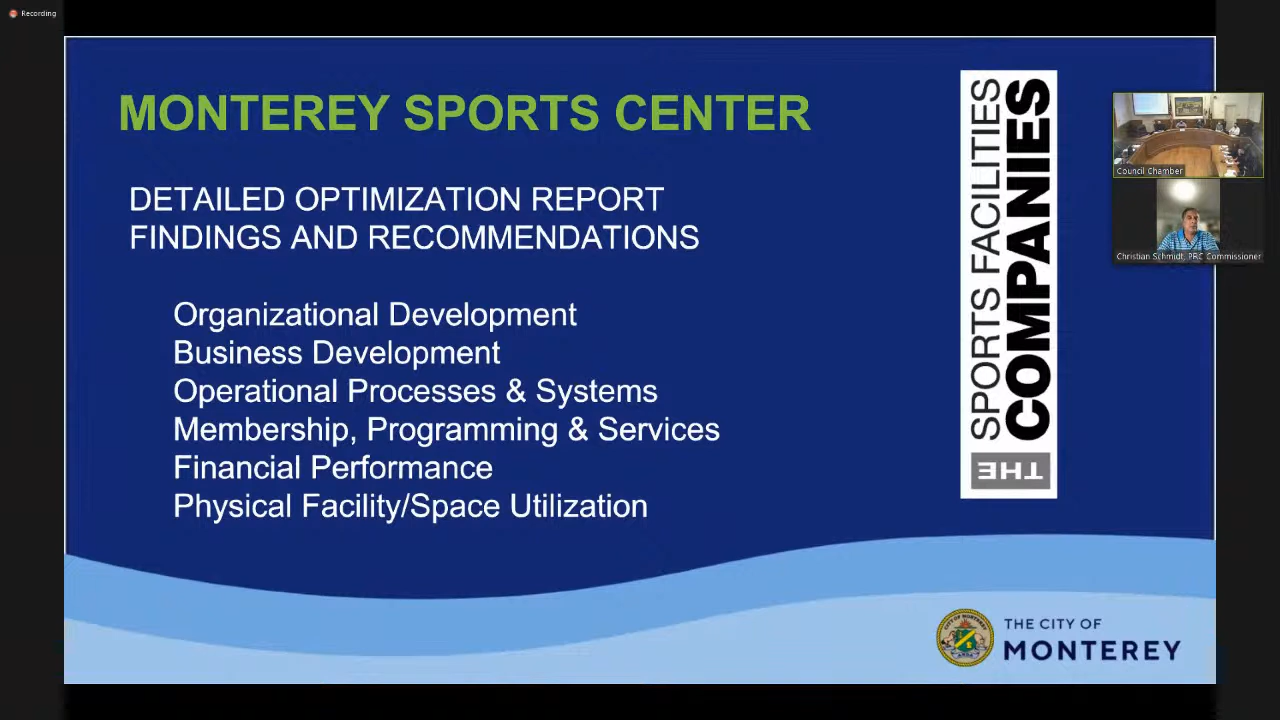 Recording
MONTEREY SPORTS CENTER
DETAILED OPTIMIZATION REPORT
FINDINGS AND RECOMMENDATIONS
Organizational Development
Business Development
Operational Processes & Systems
Membership, Programming & Services
Financial Performance
Physical Facility/Space Utilization
THE
SPORTS FACILITIES
COMPANIES
Council Chamber
Christian Schmidt, PRC Commissioner
THE CITY OF
MONTEREY